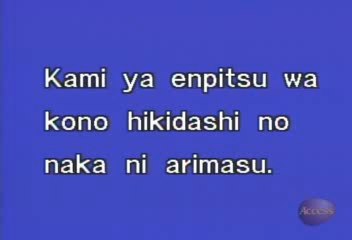 Kami ya enpitsu wa
kono hikidashi no
naka ni arimasu.
Access